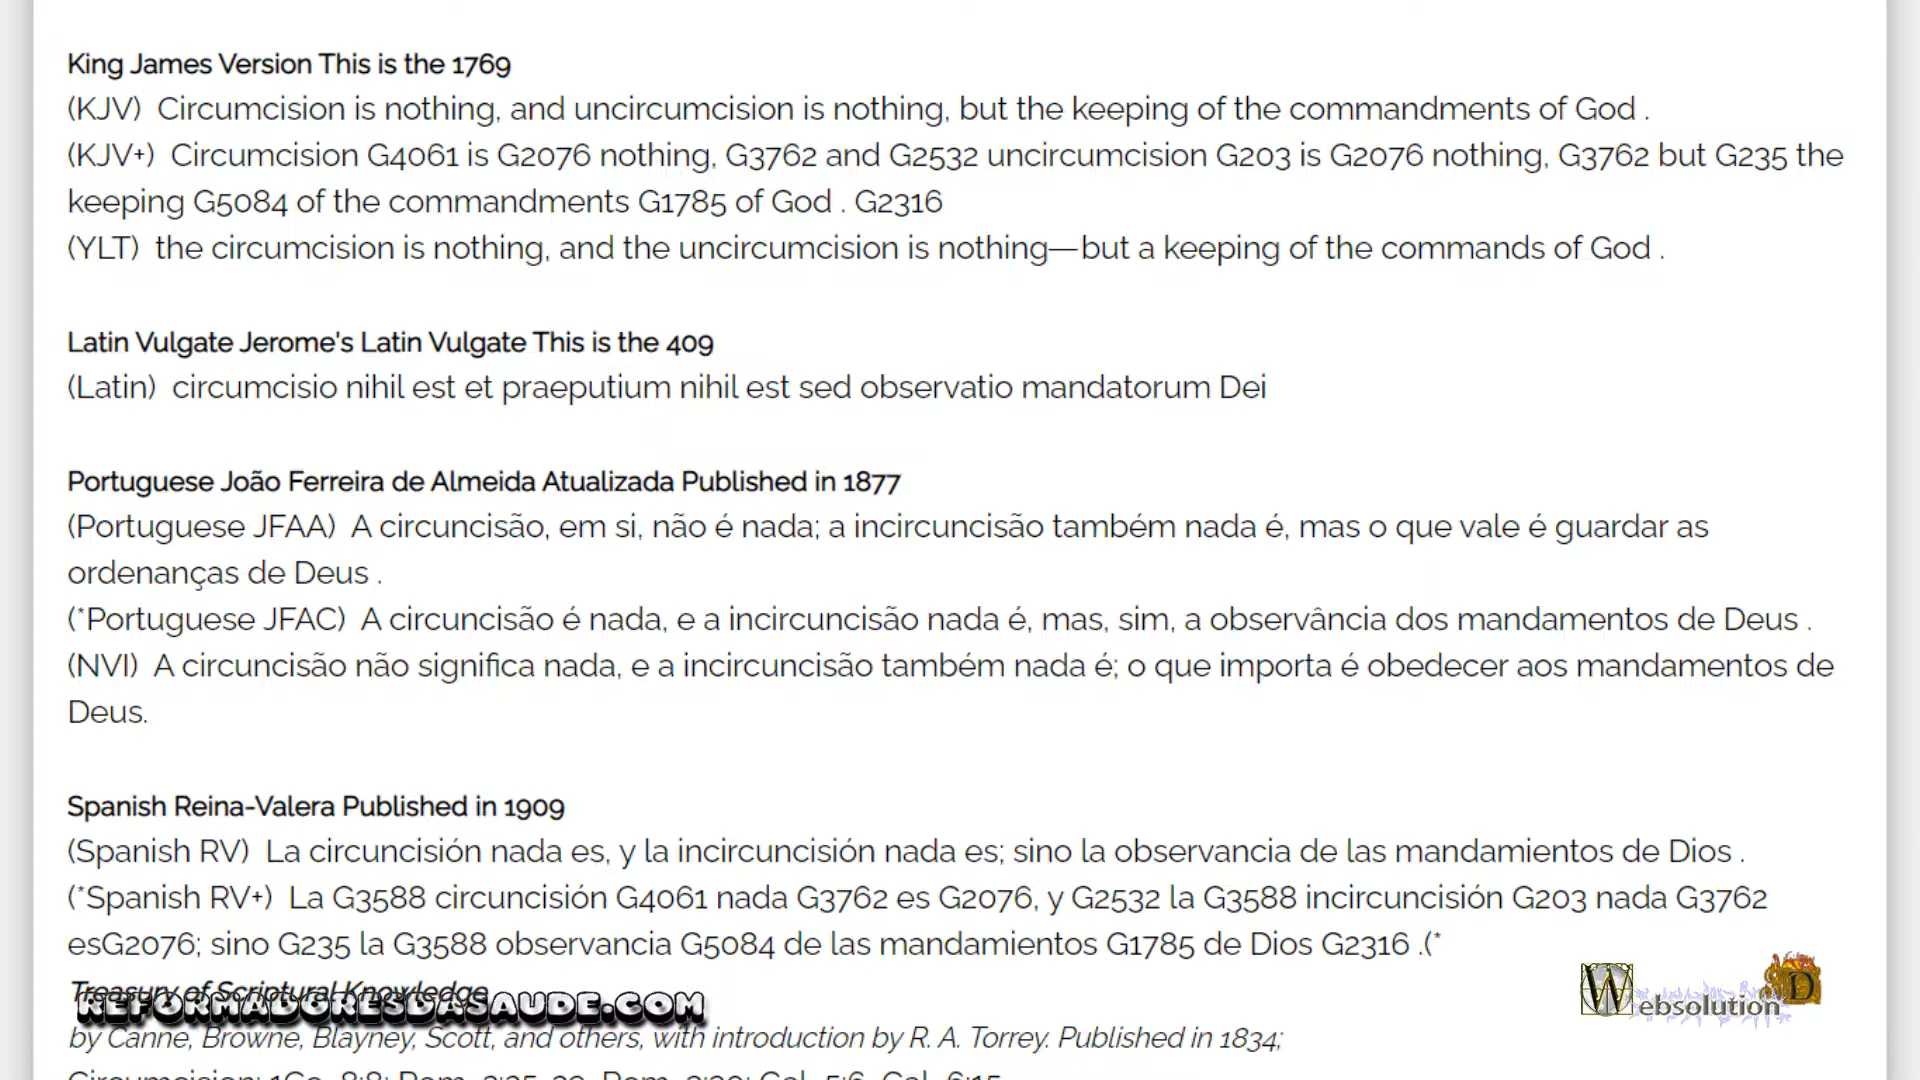 King James Version This is the 1769
(KJV) Circumcision is nothing, and uncircumcision is nothing, but the keeping of the commandments of God .
(KJV+) Circumcision G4061 is G2076 nothing, G3762 and G2532 uncircumcision G203 is G2076 nothing, G3762 but G235 the
keeping G5084 of the commandments G1785 of God . G2316
(YLT) the circumcision is nothing, and the uncircumcision is nothing—but a keeping of the commands of God .
Latin Vulgate Jerome's Latin Vulgate This is the 409
(Latin) circumcisio nihil est et praeputium nihil est sed observatio mandatorum Dei
Portuguese João Ferreira de Almeida Atualizada Published in 1877
(Portuguese JFAA) A circuncisão, em si, não é nada; a incircuncisão também nada é, mas o que vale é guardar as
ordenanças de Deus .
(*Portuguese JFAC) A circuncisão é nada, e a incircuncisão nada é, mas, sim, a observância dos mandamentos de Deus .
(NVI) A circuncisão não significa nada, e a incircuncisão também nada é; o que importa é obedecer aos mandamentos de
Deus.
Spanish Reina-Valera Published in 1909
(Spanish RV) La circuncisión nada es, y la incircuncisión nada es; sino la observancia de las mandamientos de Dios .
(*Spanish RV+) La G3588 circuncisión G4061 nada G3762 es G2076, y G2532 la G3588 incircuncisión G203 nada G3762
esG2076; sino G235 la G3588 observancia G5084 de las mandamientos G1785 de Dios G2316 .(*
Treasury of Scriptural Knowledge
REFORMADORESDASAUDE.COM
Websolution D
by Canne, Browne, Blayney, Scott, and others, with introduction by R. A. Torrey. Published in 1834;